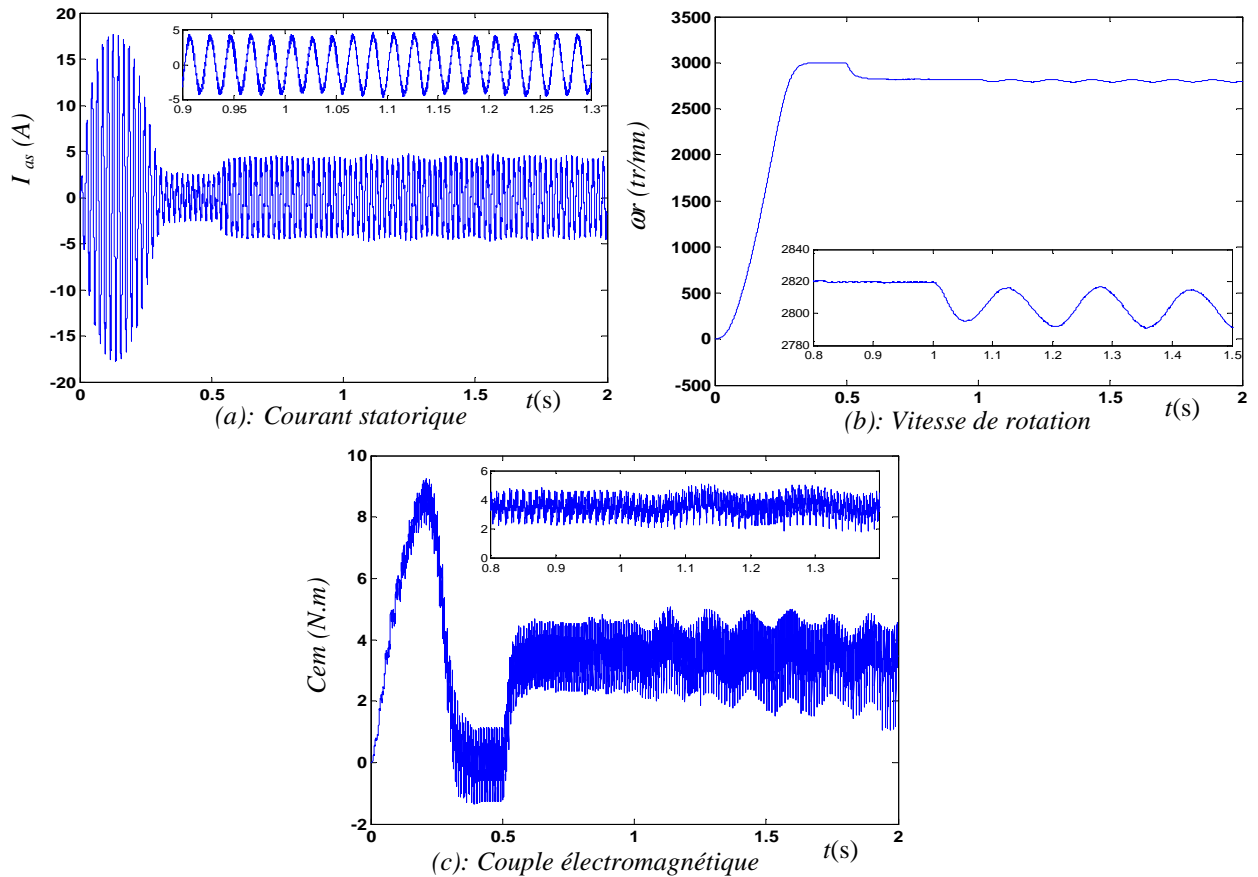 20
15
10
5
0
-5
-10
-15
-20
I as (A)
5
0
-5
0.9 0.95 1 1.05 1.1 1.15 1.2 1.25 1.3
0 0.5 1 1.5 2
t(s)
(a): Courant statorique
3500
3000
2500
2000
1500
1000
500
0
-500
ωr (tr/mn)
2840
2820
2800
2780
0.8 0.9 1 1.1 1.2 1.3 1.4 1.5
0 0.5 1 1.5 2
t(s)
(b): Vitesse de rotation
10
8
6
4
2
0
-2
Cem (N.m)
6
4
2
0
0.8 0.9 1 1.1 1.2 1.3
0 0.5 1 1.5 2
t(s)
(c): Couple électromagnétique